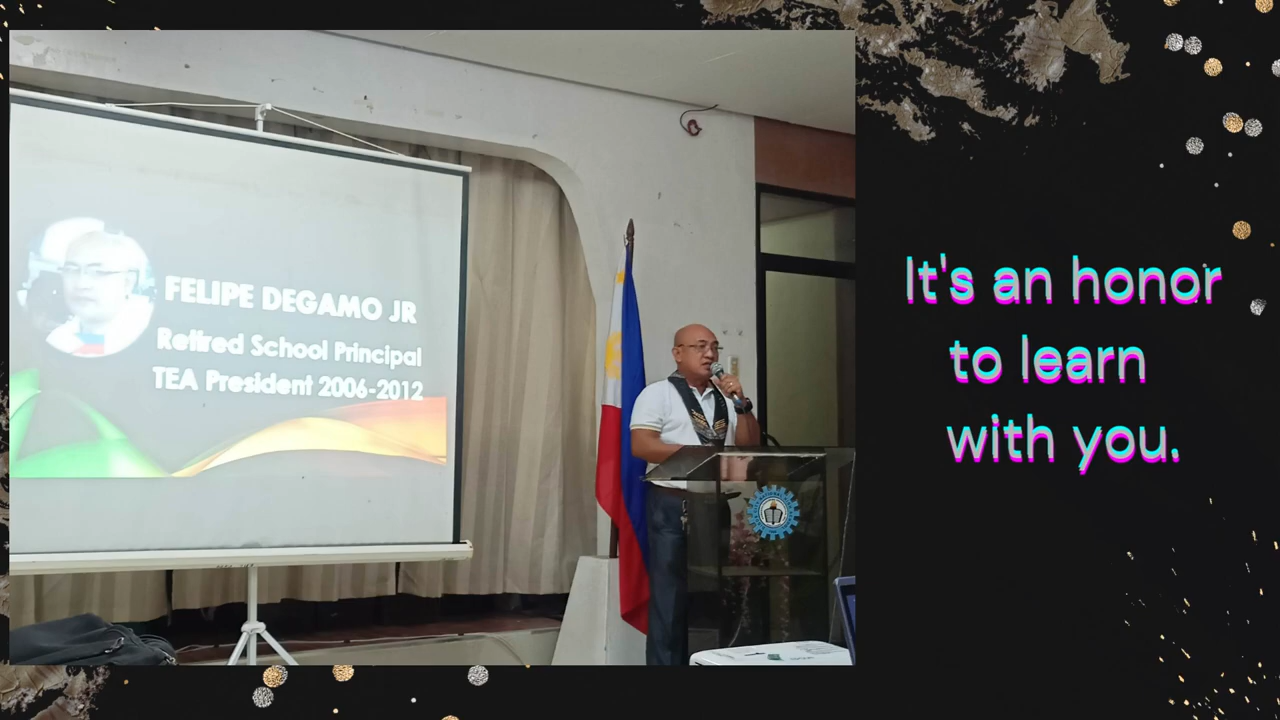 FELIPE DEGAMO JR
Retired School Principal
TEA President 2006-2012
It's an honor
to learn
with you.